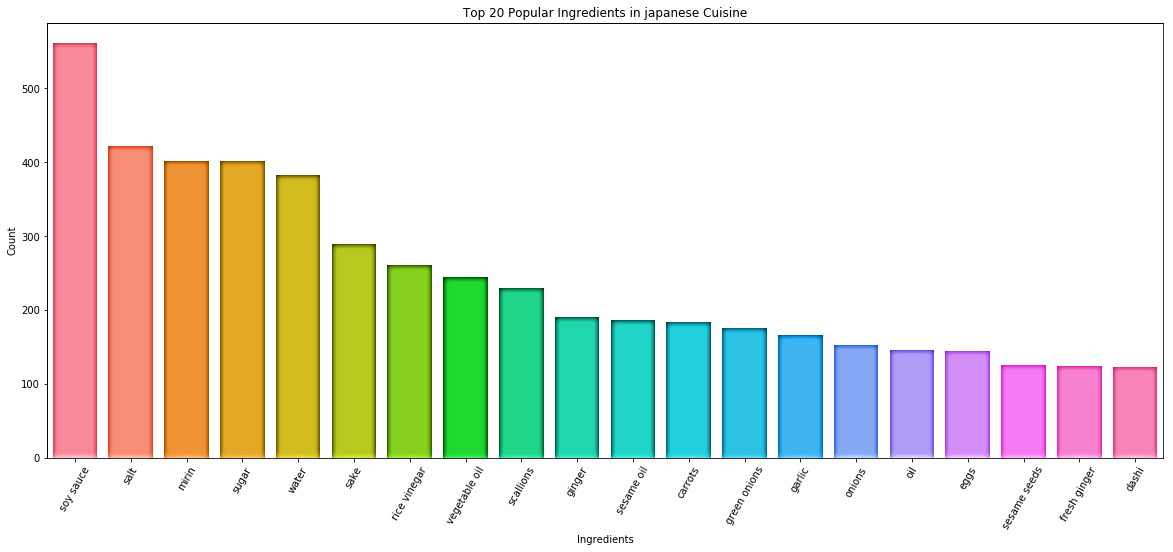 Top 20 Popular Ingredients in japanese Cuisine
Count
500
400
300
200
100
0
soy sauce
salt
mirin
sugar
water
sake
rice vinegar
vegetable oil
scallions
ginger
sesame oil
carrots
green onions
garlic
onions
oil
eggs
sesame seeds
fresh ginger
dashi
Ingredients